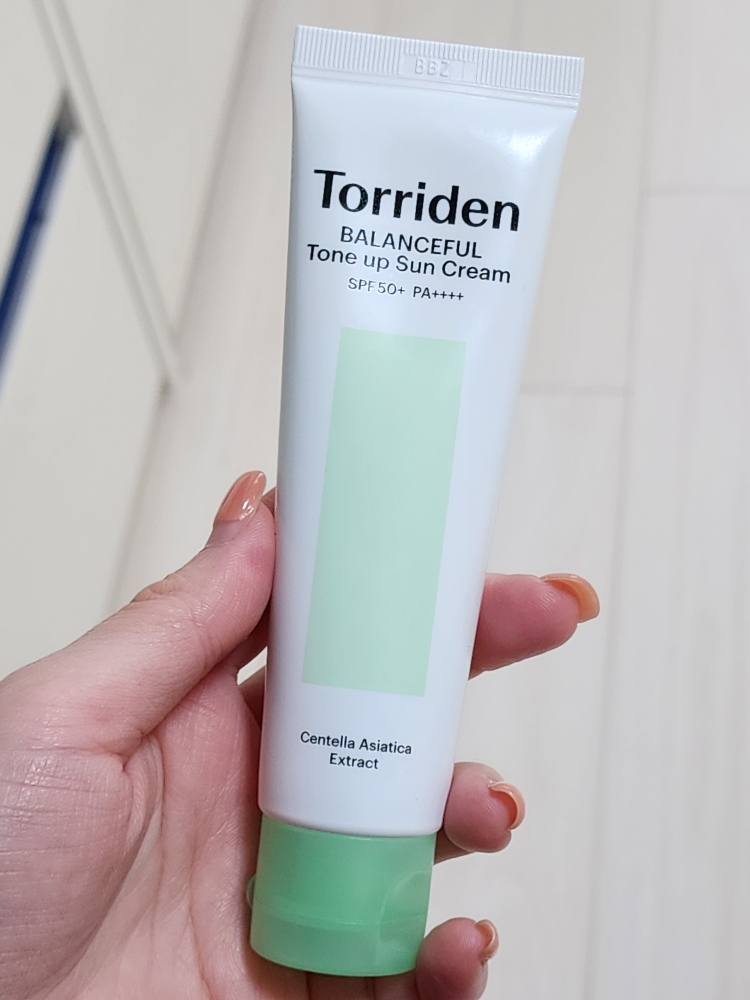 Torriden
BALANCEFUL
Tone up Sun Cream
SPF50+ PA++++
Centella Asiatica
Extract